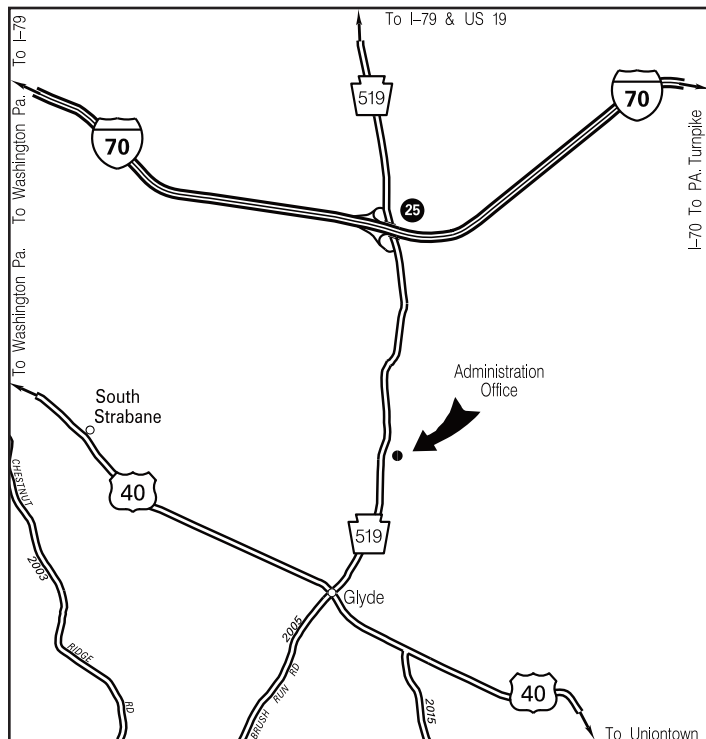 To I–79 & US 19
To Washington Pa. To I–79
519
70
70
25
I–70 To PA. Turnpike
To Washington Pa.
Administration
Office
South
Strabane
40
CHESTNUT
2003
RIDGE
RD
519
Glyde
2005
BRUSH RUN RD
2015
40
To Uniontown